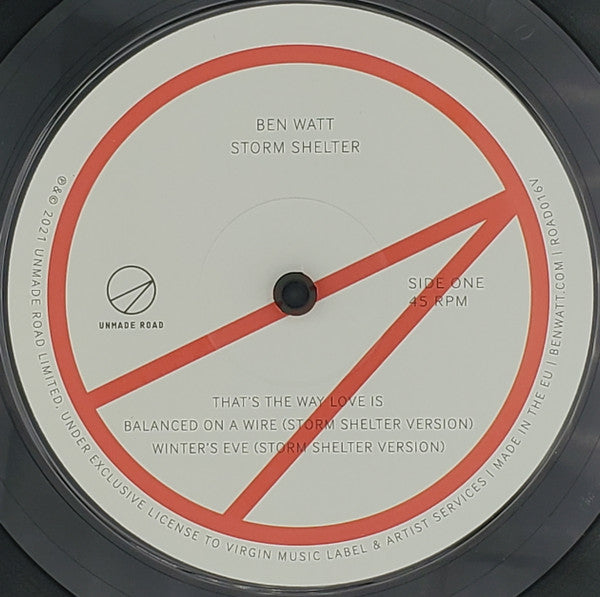 BEN WATT
STORM SHELTER
UNMADE ROAD
SIDE ONE
45 RPM
THAT'S THE WAY LOVE IS
BALANCED ON A WIRE (STORM SHELTER VERSION)
WINTER'S EVE (STORM SHELTER VERSION)
℗&© 2021 UNMADE ROAD LIMITED. UNDER EXCLUSIVE LICENSE TO VIRGIN MUSIC LABEL & ARTIST SERVICES | MADE IN THE EU | BENWATT.COM | ROAD016V